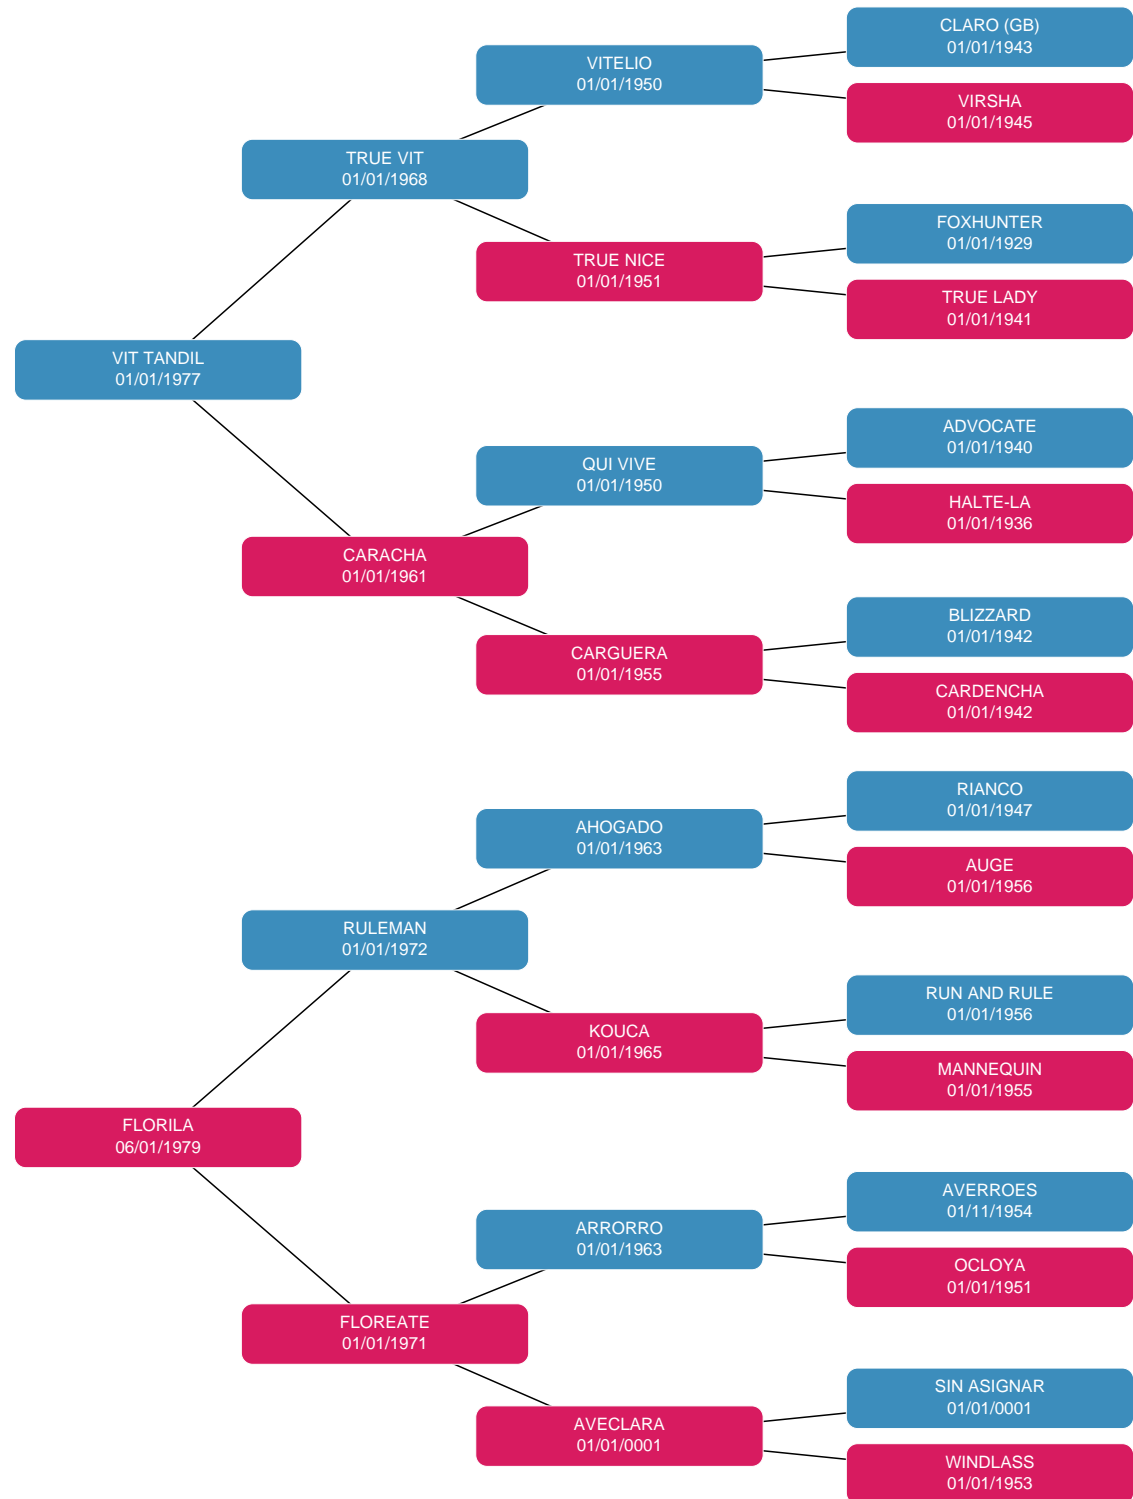 CLARO (GB)
01/01/1943
VITELIO
01/01/1950
VIRSHA
01/01/1945
TRUE VIT
01/01/1968
FOXHUNTER
01/01/1929
TRUE NICE
01/01/1951
TRUE LADY
01/01/1941
VIT TANDIL
01/01/1977
ADVOCATE
01/01/1940
QUI VIVE
01/01/1950
HALTE-LA
01/01/1936
CARACHA
01/01/1961
BLIZZARD
01/01/1942
CARGUERA
01/01/1955
CARDENCHA
01/01/1942
RIANCO
01/01/1947
AHOGADO
01/01/1963
AUGE
01/01/1956
RULEMAN
01/01/1972
RUN AND RULE
01/01/1956
KOUCA
01/01/1965
MANNEQUIN
01/01/1955
FLORILA
06/01/1979
AVERROES
01/11/1954
ARRORRO
01/01/1963
OCLOYA
01/01/1951
FLOREATE
01/01/1971
SIN ASIGNAR
01/01/0001
AVECLARA
01/01/0001
WINDLASS
01/01/1953